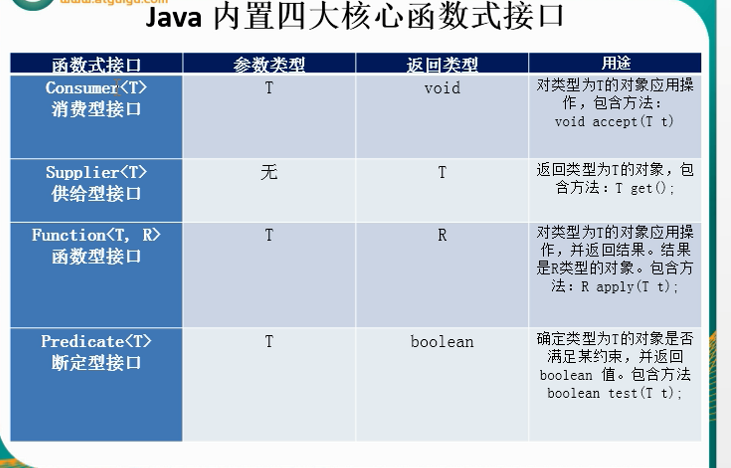 www.atguigu.com
Java 内置四大核心函数式接口
函数式接口 参数类型 返回类型 用途
Consumer<T>
消费型接口
T
void
对类型为T的对象应用操
作，包含方法：
void accept(T t)
Supplier<T>
供给型接口
无
T
返回类型为T的对象，包
含方法：T get();
Function<T, R>
函数型接口
T
R
对类型为T的对象应用操
作，并返回结果。结果
是R类型的对象。包含方
法：R apply(T t);
Predicate<T>
断定型接口
T
boolean
确定类型为T的对象是否
满足某约束，并返回
boolean 值。包含方法
boolean test(T t);